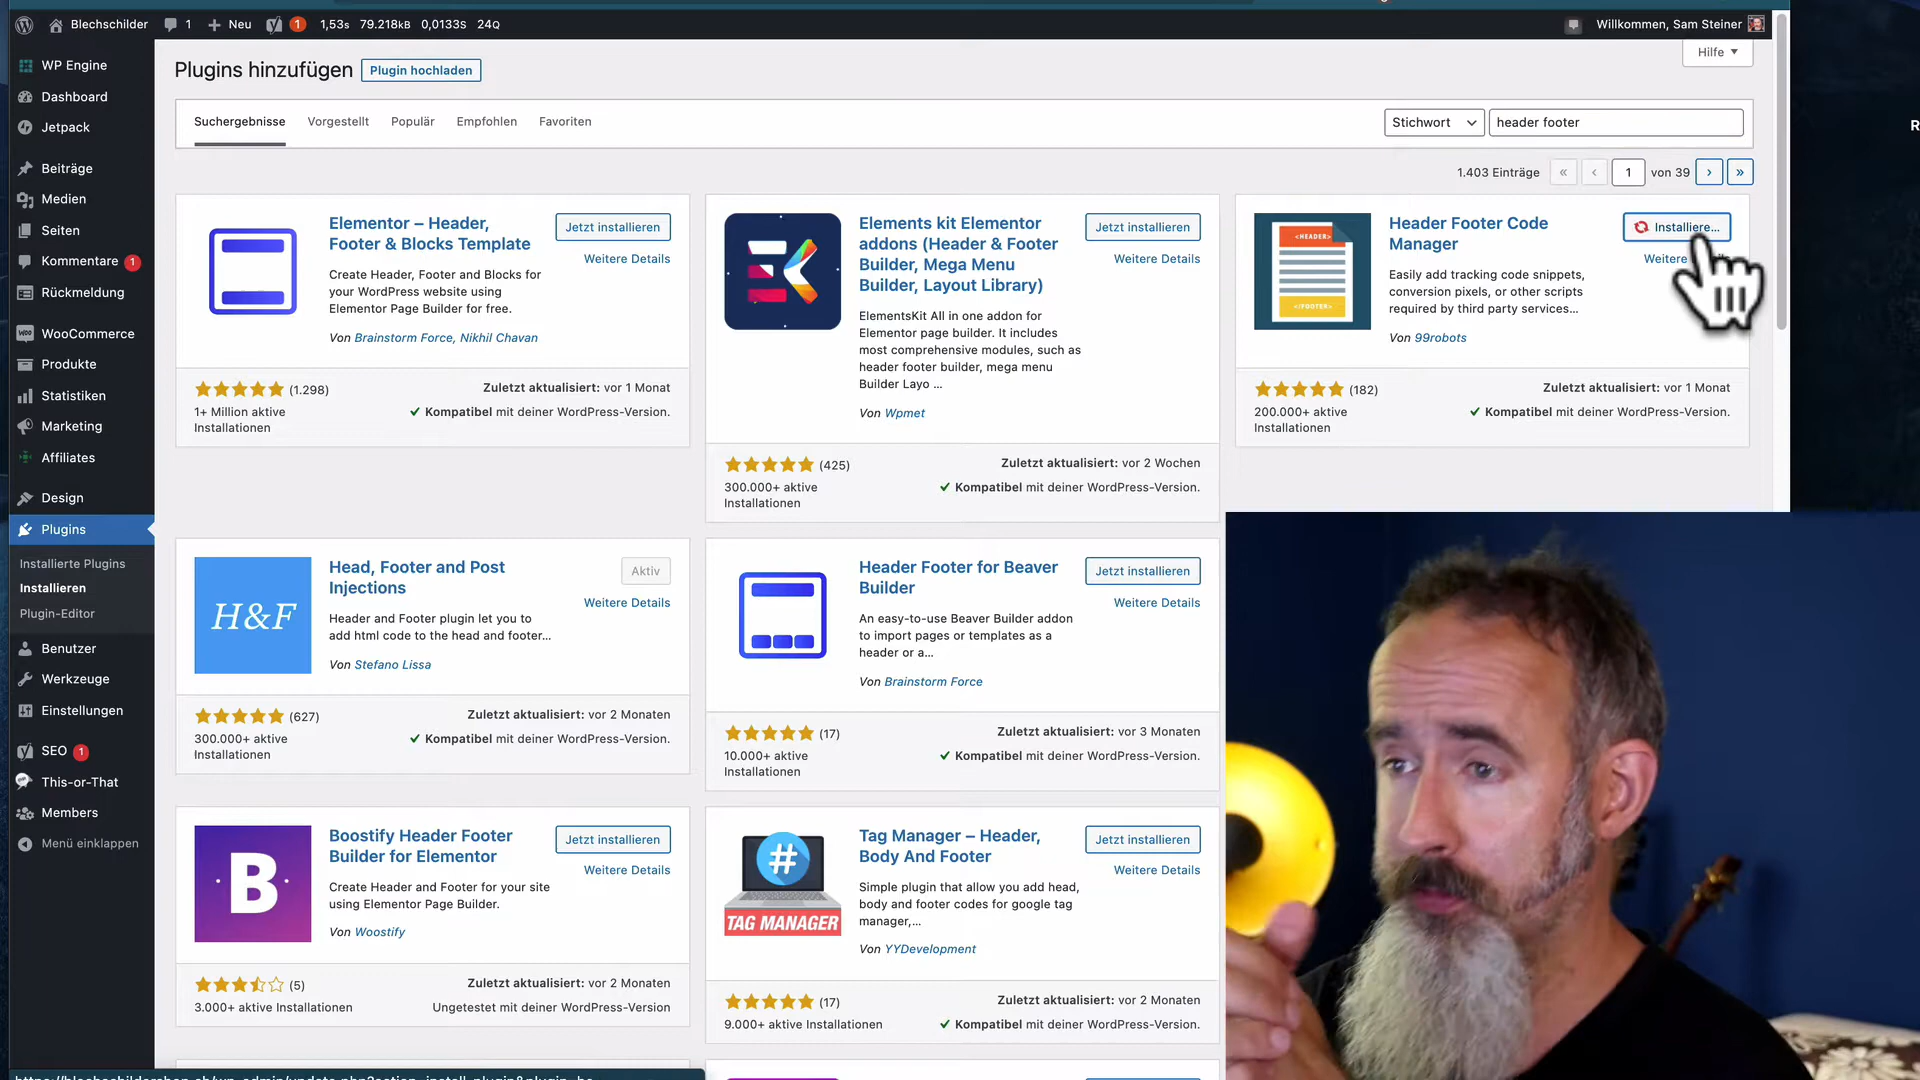 Blechschilder 1 Neu 1 1,53s 79.218kB 0,0133s 24Q Willkommen, Sam Steiner
WP Engine
Dashboard
Jetpack
Beiträge
Medien
Seiten
Kommentare 1
Rückmeldung
WooCommerce
Produkte
Statistiken
Marketing
Affiliates
Design
Plugins
Installierte Plugins
Installieren
Plugin-Editor
Benutzer
Werkzeuge
Einstellungen
SEO 1
This-or-That
Members
Menü einklappen
Plugins hinzufügen Plugin hochladen
Hilfe
Suchergebnisse Vorgestellt Populär Empfohlen Favoriten Stichwort header footer
1.403 Einträge « ‹ 1 von 39 › »
Elementor – Header,
Footer & Blocks Template
Jetzt installieren
Weitere Details
Create Header, Footer and Blocks for
your WordPress website using
Elementor Page Builder for free.
Von Brainstorm Force, Nikhil Chavan
(1.298)
1+ Million aktive
Installationen
Zuletzt aktualisiert: vor 1 Monat
Kompatibel mit deiner WordPress-Version.
Elements kit Elementor
addons (Header & Footer
Builder, Mega Menu
Builder, Layout Library)
Jetzt installieren
Weitere Details
ElementsKit All in one addon for
Elementor page builder. It includes
most comprehensive modules, such as
header footer builder, mega menu
Builder Layo ...
Von Wpmet
(425)
300.000+ aktive
Installationen
Zuletzt aktualisiert: vor 2 Wochen
Kompatibel mit deiner WordPress-Version.
<HEADER>
</FOOTER>
Header Footer Code
Manager
Installiere...
Weitere
Easily add tracking code snippets,
conversion pixels, or other scripts
required by third party services...
Von 99robots
(182)
200.000+ aktive
Installationen
Zuletzt aktualisiert: vor 1 Monat
Kompatibel mit deiner WordPress-Version.
H&F
Head, Footer and Post
Injections
Aktiv
Weitere Details
Header and Footer plugin let you to
add html code to the head and footer...
Von Stefano Lissa
(627)
300.000+ aktive
Installationen
Zuletzt aktualisiert: vor 2 Monaten
Kompatibel mit deiner WordPress-Version.
Header Footer for Beaver
Builder
Jetzt installieren
Weitere Details
An easy-to-use Beaver Builder addon
to import pages or templates as a
header or a...
Von Brainstorm Force
(17)
10.000+ aktive
Installationen
Zuletzt aktualisiert: vor 3 Monaten
Kompatibel mit deiner WordPress-Version.
B
Boostify Header Footer
Builder for Elementor
Jetzt installieren
Weitere Details
Create Header and Footer for your site
using Elementor Page Builder.
Von Woostify
(5)
3.000+ aktive Installationen
Zuletzt aktualisiert: vor 2 Monaten
Ungetestet mit deiner WordPress-Version
#
TAG MANAGER
Tag Manager – Header,
Body And Footer
Jetzt installieren
Weitere Details
Simple plugin that allow you add head,
body and footer codes for google tag
manager,...
Von YYDevelopment
(17)
9.000+ aktive Installationen
Zuletzt aktualisiert: vor 2 Monaten
Kompatibel mit deiner WordPress-Version.
R